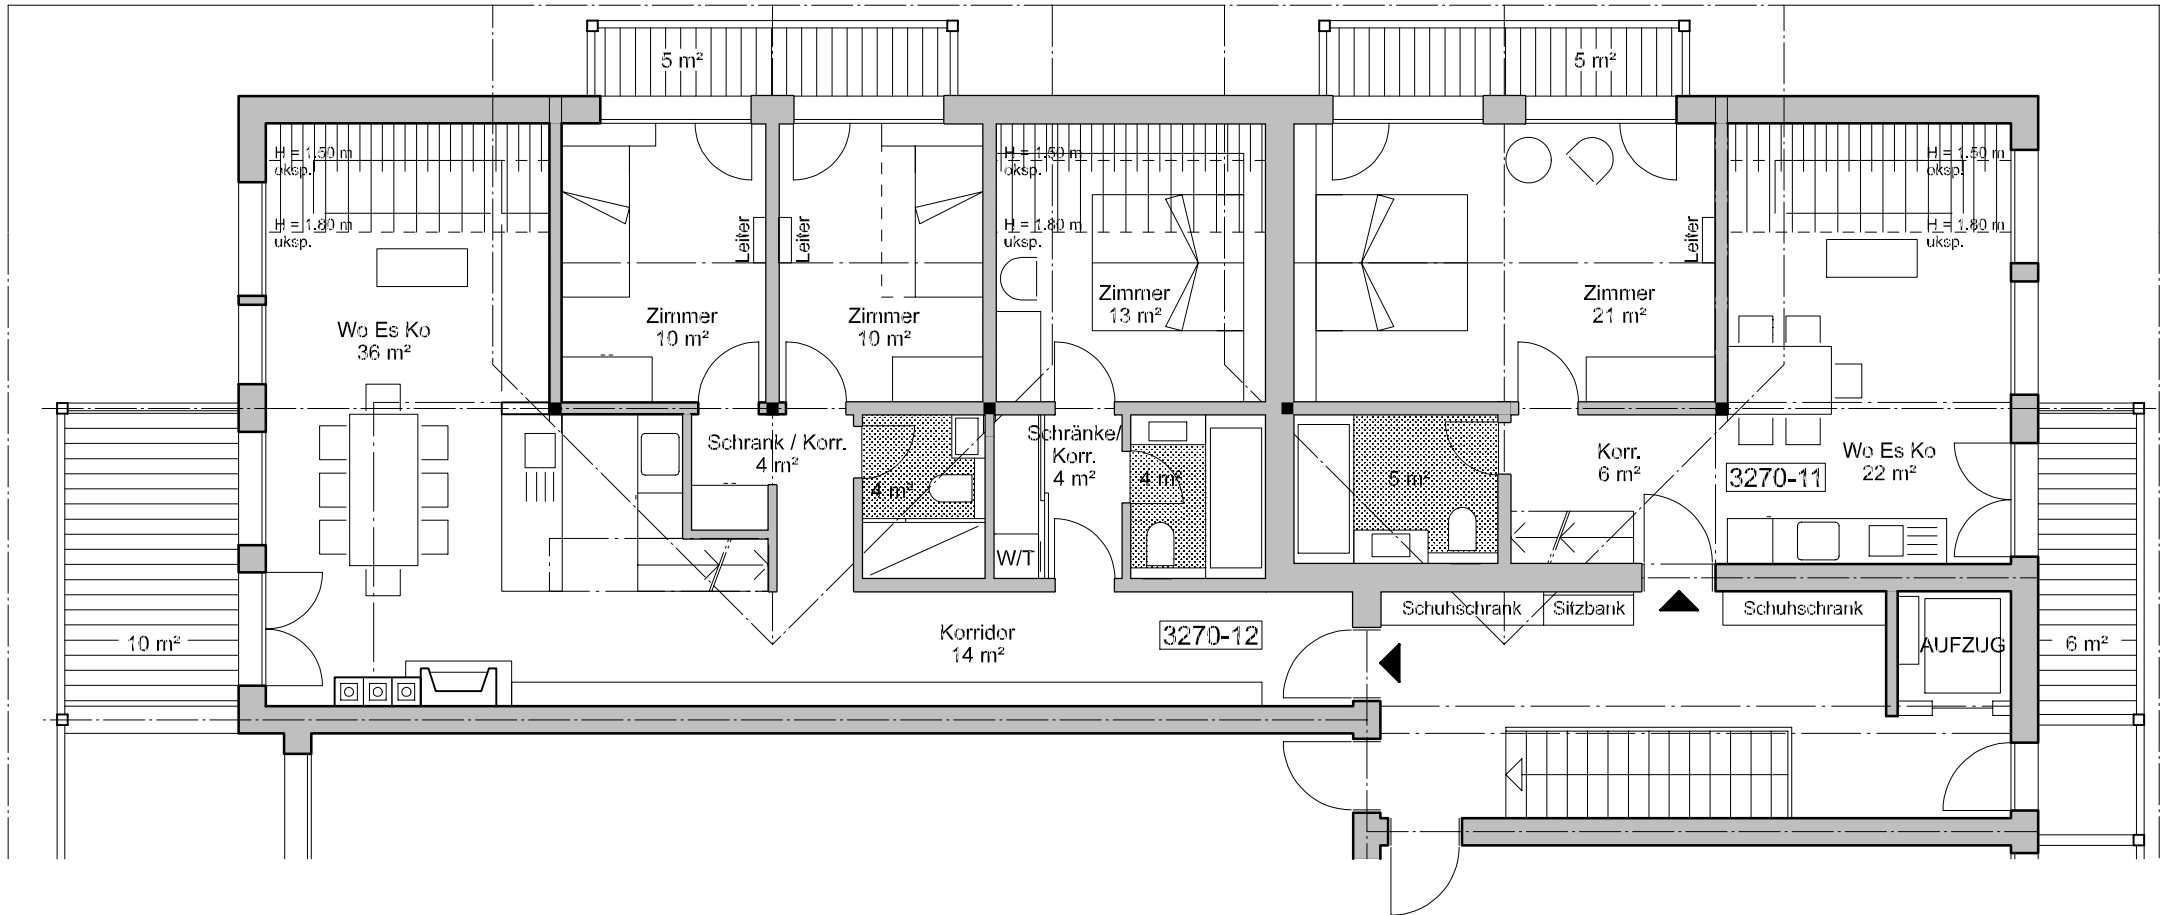 5 m²
5 m²
H = 1.50 m
oksp.
H = 1.80 m
uksp.
Leiter
Leiter
H = 1.50 m
oksp.
H = 1.80 m
uksp.
Leiter
H = 1.50 m
oksp.
H = 1.80 m
uksp.
Wo Es Ko
36 m²
Zimmer
10 m²
Zimmer
10 m²
Zimmer
13 m²
Zimmer
21 m²
Schrank / Korr.
4 m²
4 m²
Schränke/
Korr.
4 m²
4 m²
5 m²
Korr.
6 m²
3270-11
Wo Es Ko
22 m²
W/T
10 m²
Korridor
14 m²
3270-12
Schuhschrank
Sitzbank
Schuhschrank
AUFZUG
6 m²